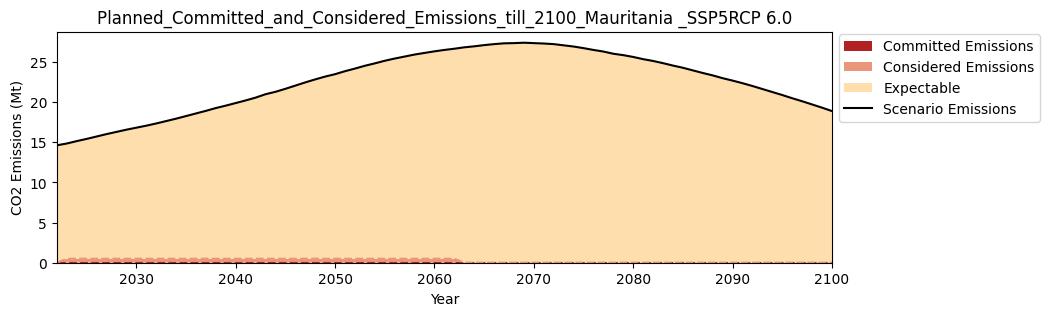 Planned_Committed_and_Considered_Emissions_till_2100_Mauritania _SSP5RCP 6.0
25
20
15
10
5
0
CO2 Emissions (Mt)
2030 2040 2050 2060 2070 2080 2090 2100
Year
Committed Emissions
Considered Emissions
Expectable
Scenario Emissions